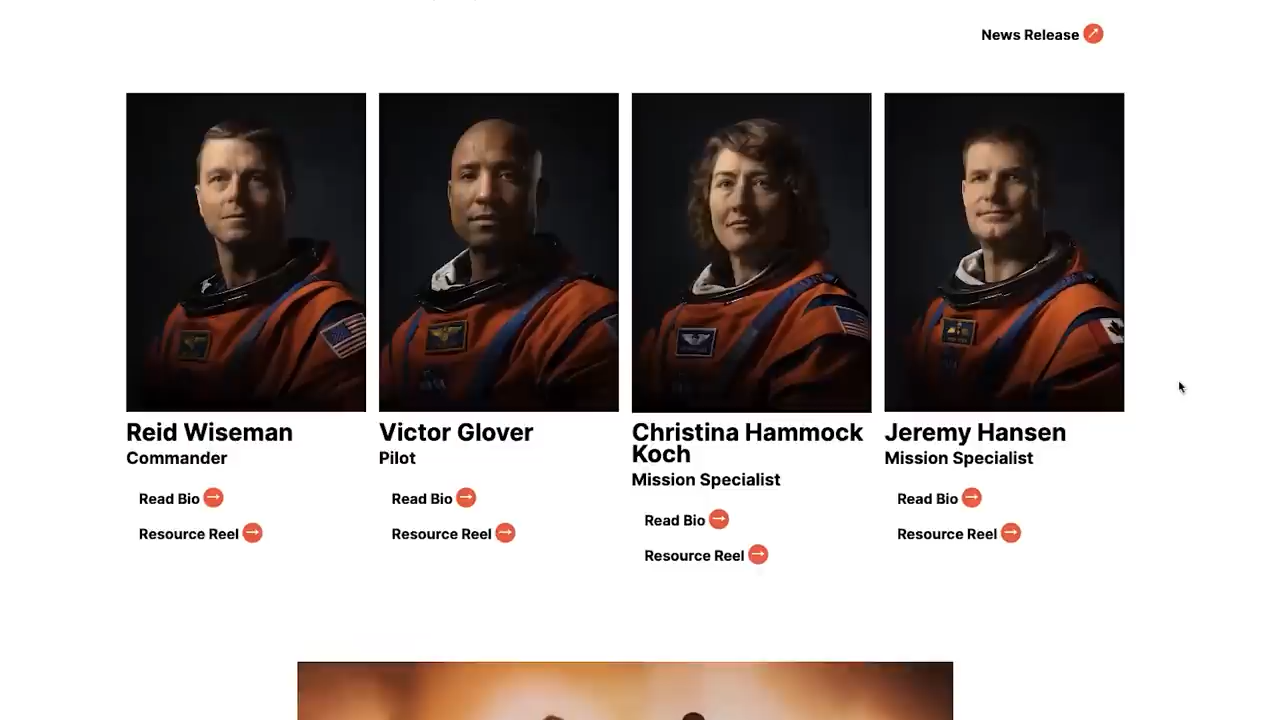 News Release
Reid Wiseman
Commander
Read Bio
Resource Reel
Victor Glover
Pilot
Read Bio
Resource Reel
Christina Hammock
Koch
Mission Specialist
Read Bio
Resource Reel
Jeremy Hansen
Mission Specialist
Read Bio
Resource Reel